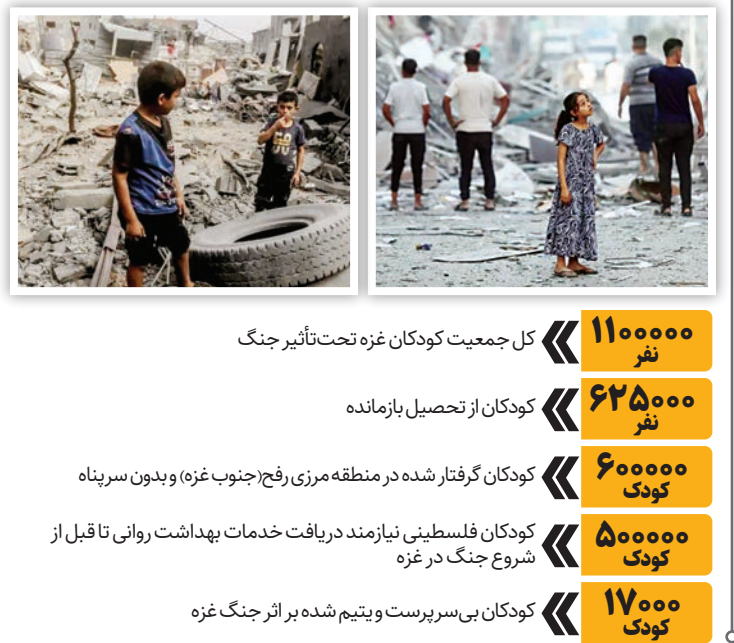 ۱۱۰۰۰۰۰ نفر
کل جمعیت کودکان غزه تحت‌تأثیر جنگ
۶۲۵۰۰۰ نفر
کودکان از تحصیل بازمانده
۶۰۰۰۰۰ کودک
کودکان گرفتار شده در منطقه مرزی رفح (جنوب غزه) و بدون سرپناه
۵۰۰۰۰۰ کودک
کودکان فلسطینی نیازمند دریافت خدمات بهداشت روانی تا قبل از
شروع جنگ در غزه
۱۷۰۰۰ کودک
کودکان بی‌سرپرست و یتیم شده بر اثر جنگ غزه